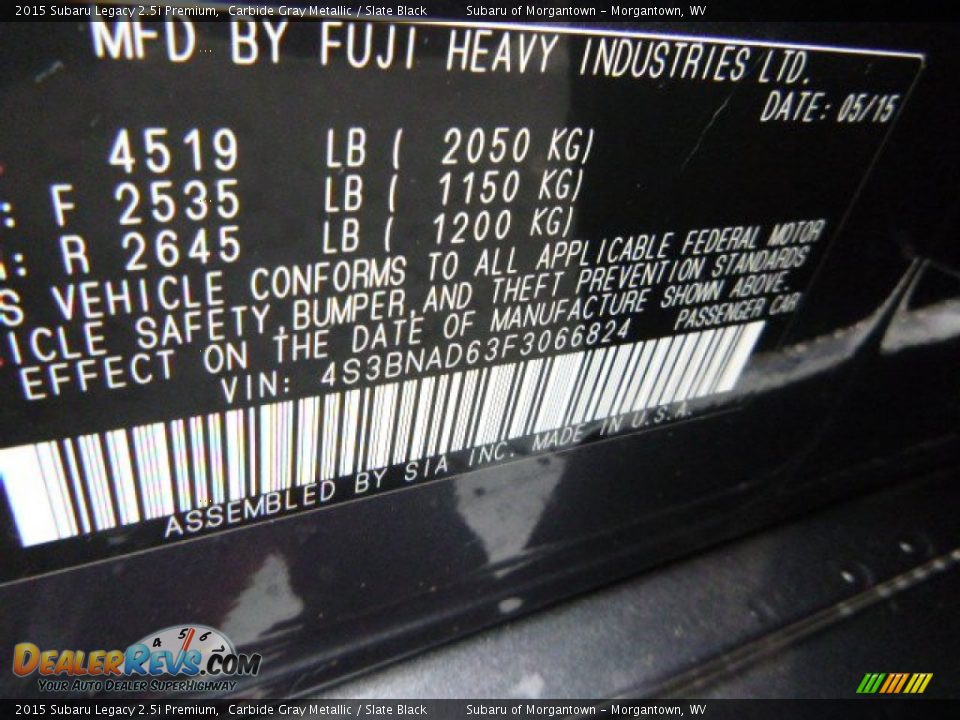 2015 Subaru Legacy 2.5i Premium, Carbide Gray Metallic / Slate Black Subaru of Morgantown - Morgantown, WV
MFD BY FUJI HEAVY INDUSTRIES LTD.
DATE: 05/15
4519 LB ( 2050 KG)
: F 2535 LB ( 1150 KG)
: R 2645 LB ( 1200 KG)
S VEHICLE CONFORMS TO ALL APPLICABLE FEDERAL MOTOR
ICLE SAFETY, BUMPER, AND THEFT PREVENTION STANDARDS
EFFECT ON THE DATE OF MANUFACTURE SHOWN ABOVE.
VIN: 4S3BNAD63F3066824 PASSENGER CAR
ASSEMBLED BY SIA INC. MADE IN U.S.A.
4 5 6
DEALERREVS.COM
Your Auto Dealer SuperHighway
2015 Subaru Legacy 2.5i Premium, Carbide Gray Metallic / Slate Black Subaru of Morgantown - Morgantown, WV